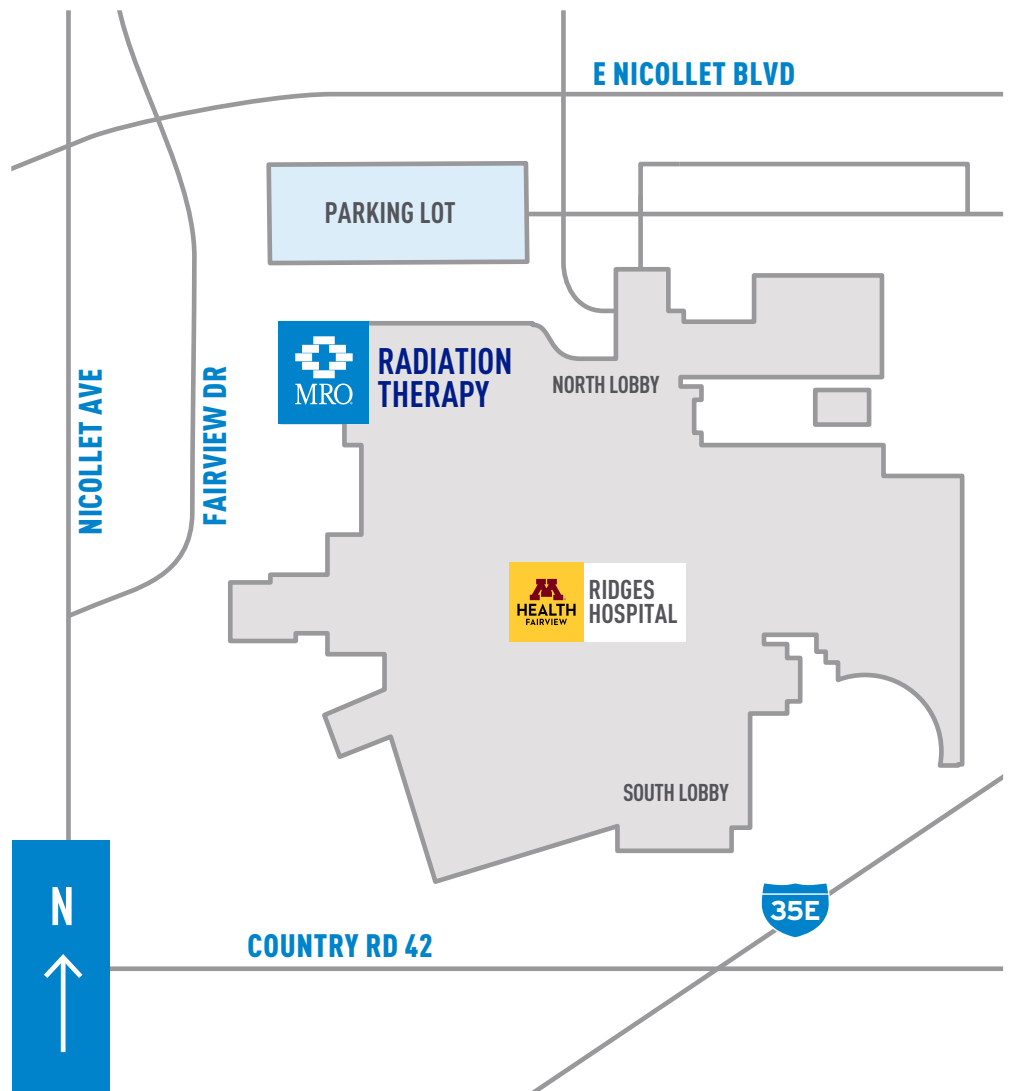 E NICOLLET BLVD
PARKING LOT
MRO
RADIATION
THERAPY
NORTH LOBBY
NICOLLET AVE
FAIRVIEW DR
M
HEALTH
FAIRVIEW
RIDGES
HOSPITAL
SOUTH LOBBY
N
35E
COUNTRY RD 42